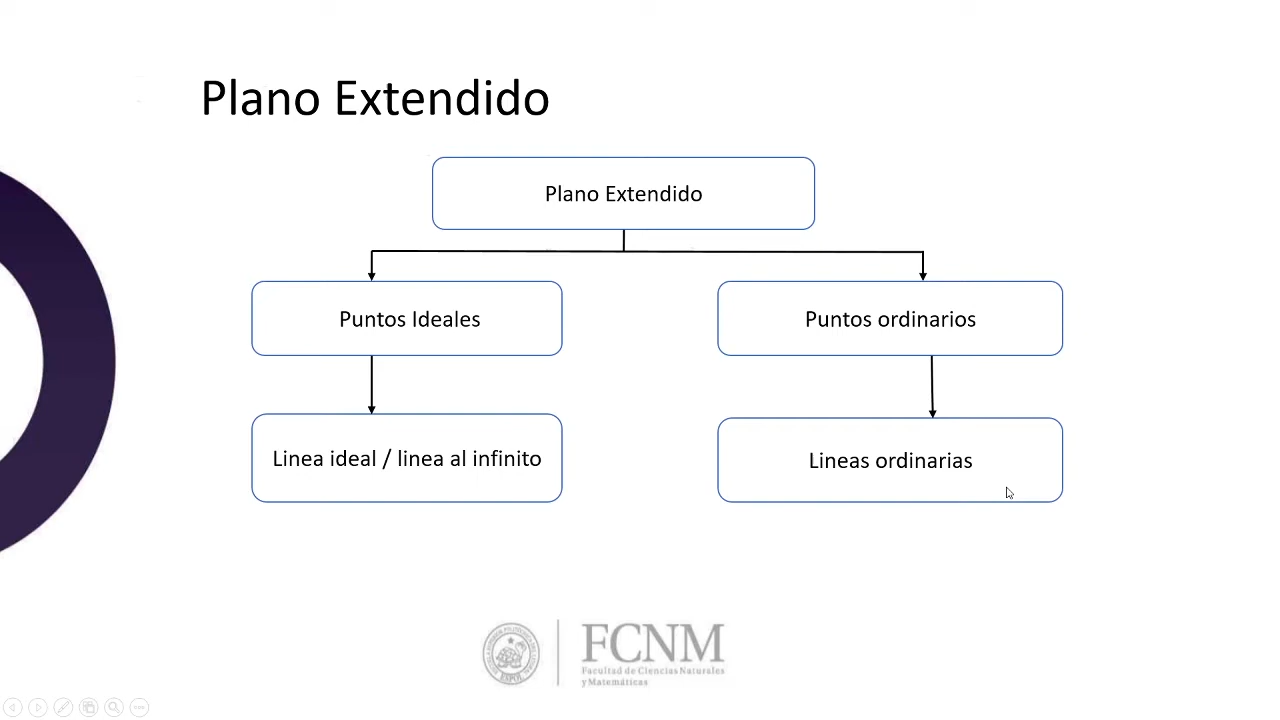 Plano Extendido
Plano Extendido
Puntos Ideales
Puntos ordinarios
Linea ideal / linea al infinito
Lineas ordinarias
FCNM
Facultad de Ciencias Naturales
y Matemáticas
ESPOL